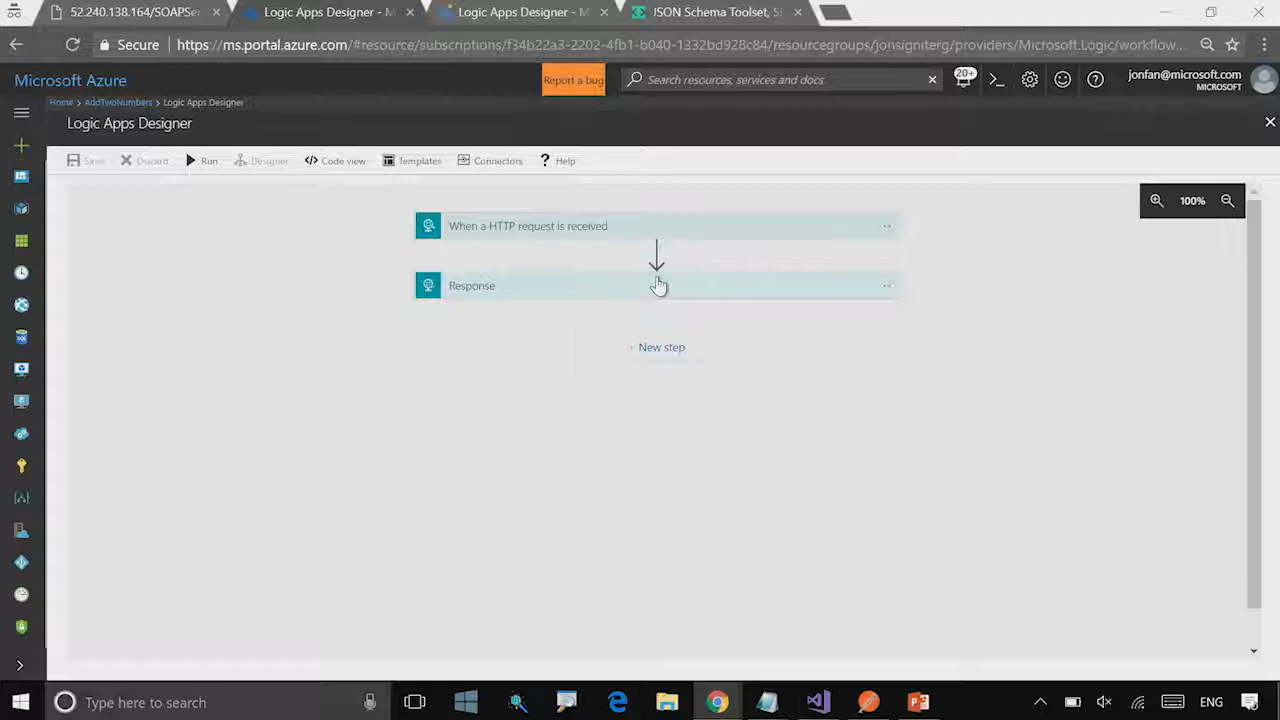 52.240.138.164/SOAPSe
Logic Apps Designer - M
Logic Apps Designer - M
JSON Schema Toolset, 5
Secure
https://ms.portal.azure.com/#resource/subscriptions/f34b22a3-2202-4fb1-b040-1332bd928c84/resourcegroups/jonsigniterg/providers/Microsoft.Logic/workflow...
Microsoft Azure
Report a bug
Search resources, services and docs
20+
jonfan@microsoft.com
MICROSOFT
Home > AddTwoNumbers > Logic Apps Designer
Logic Apps Designer
Save
Discard
Run
Designer
Code view
Templates
Connectors
? Help
When a HTTP request is received
100%
Response
+ New step
Type here to search
ENG